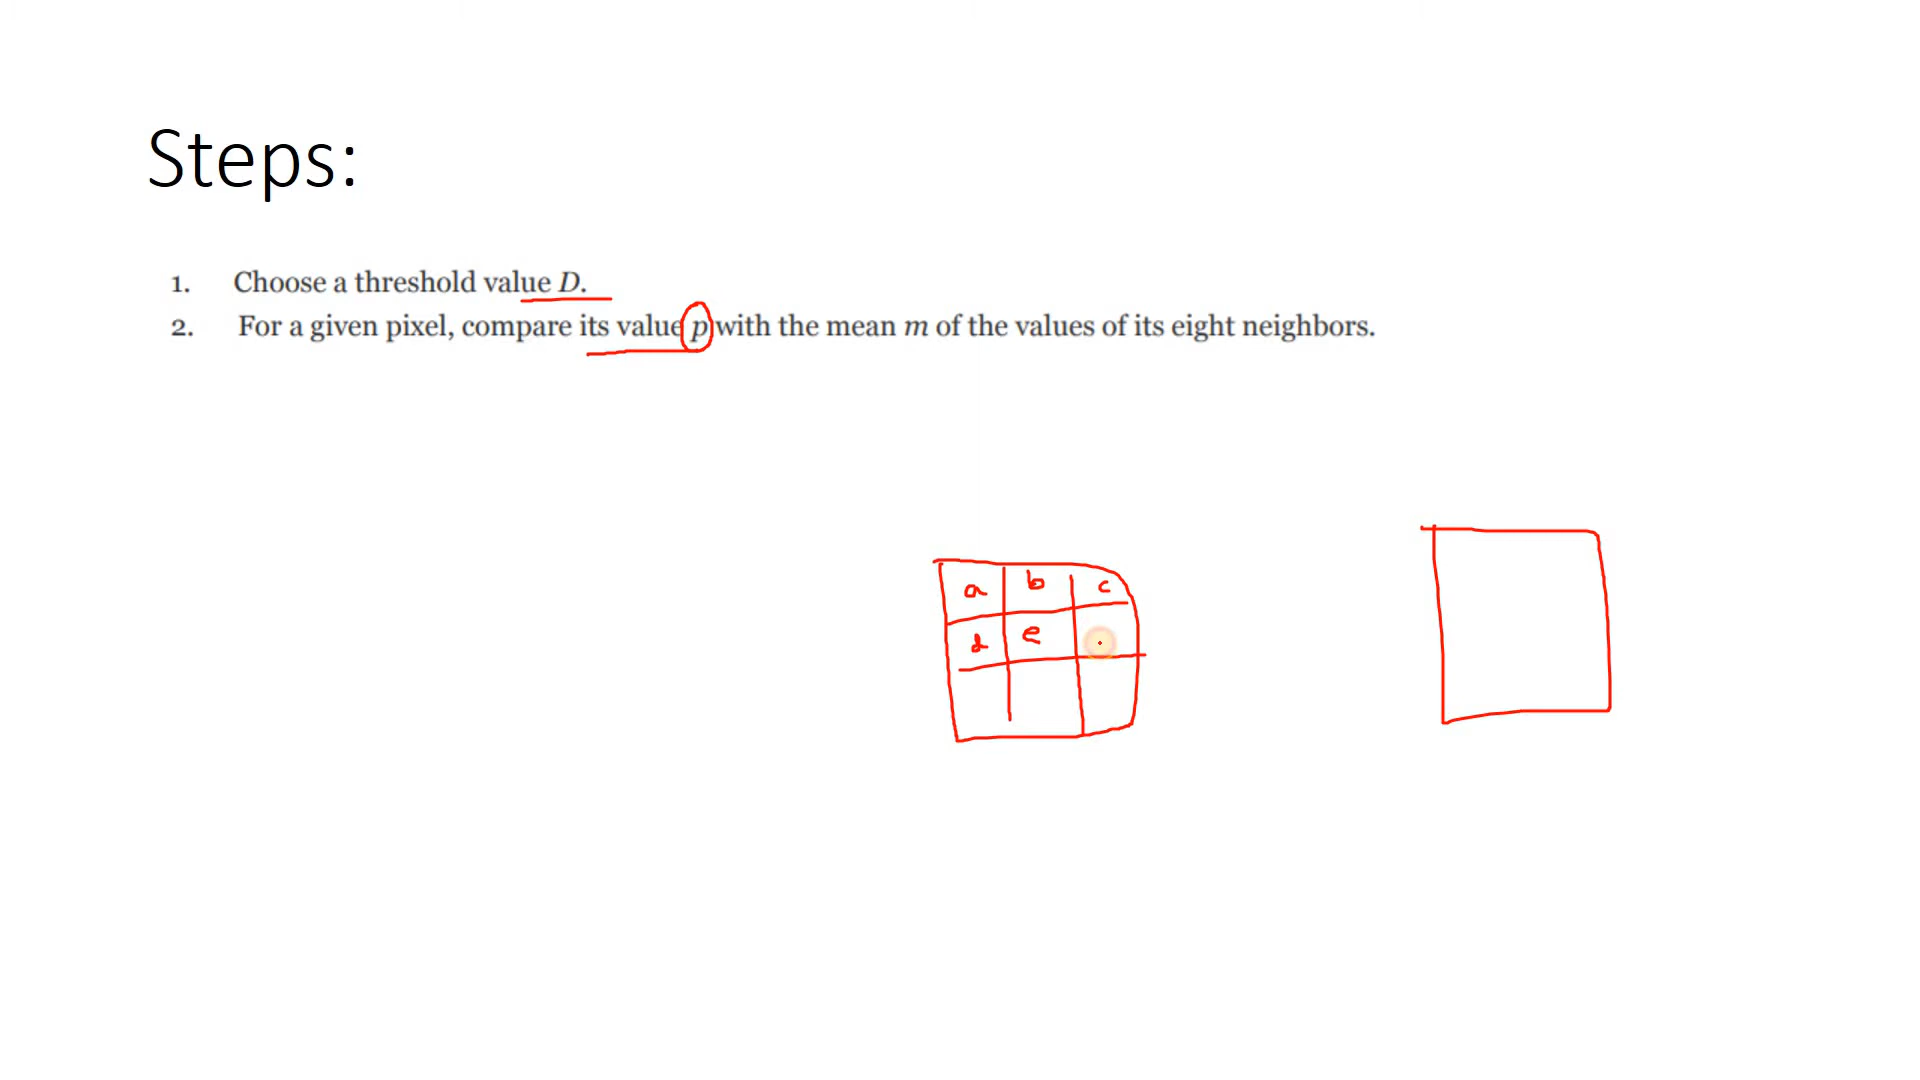 Steps:
1. Choose a threshold value D.
2. For a given pixel, compare its value p with the mean m of the values of its eight neighbors.
a b c
d e